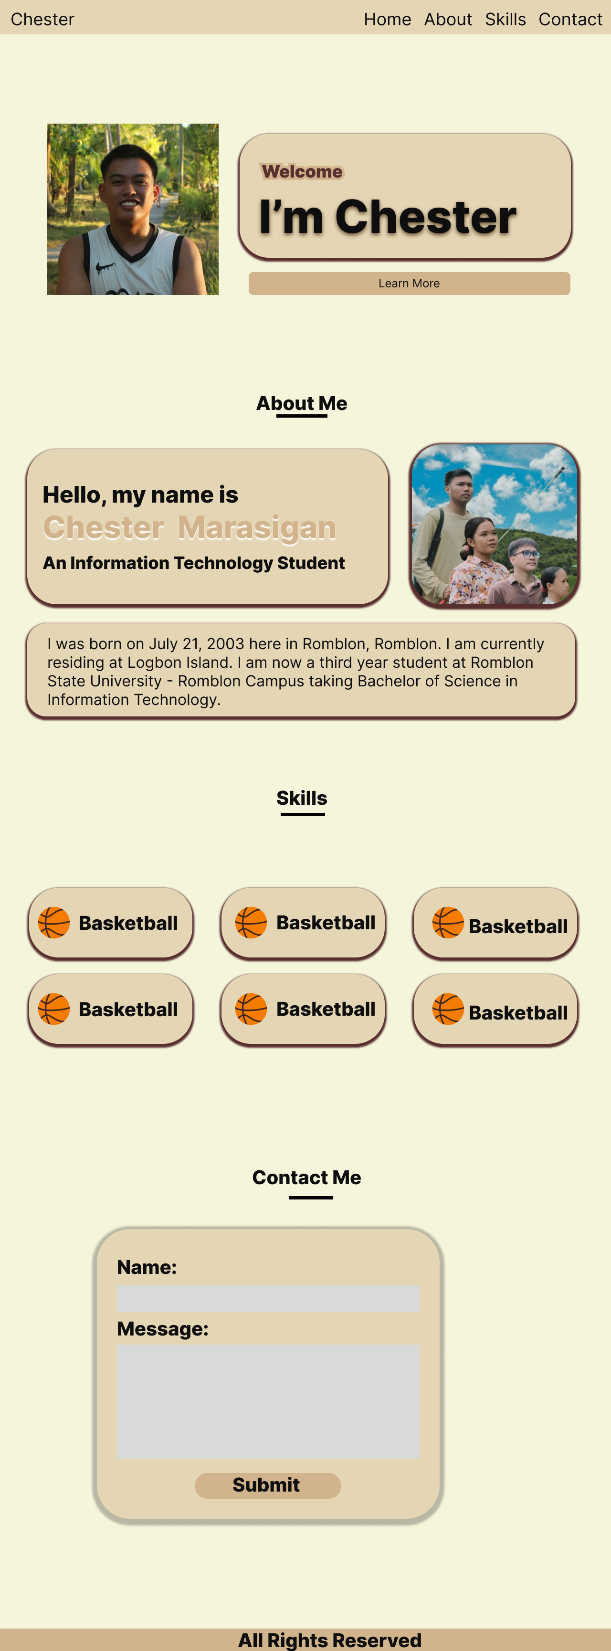 Chester
Home About Skills Contact
Welcome
I'm Chester
Learn More
About Me
Hello, my name is
Chester Marasigan
An Information Technology Student
I was born on July 21, 2003 here in Romblon, Romblon. I am currently
residing at Logbon Island. I am now a third year student at Romblon
State University - Romblon Campus taking Bachelor of Science in
Information Technology.
Skills
Basketball
Basketball
Basketball
Basketball
Basketball
Basketball
Contact Me
Name:
Message:
Submit
All Rights Reserved